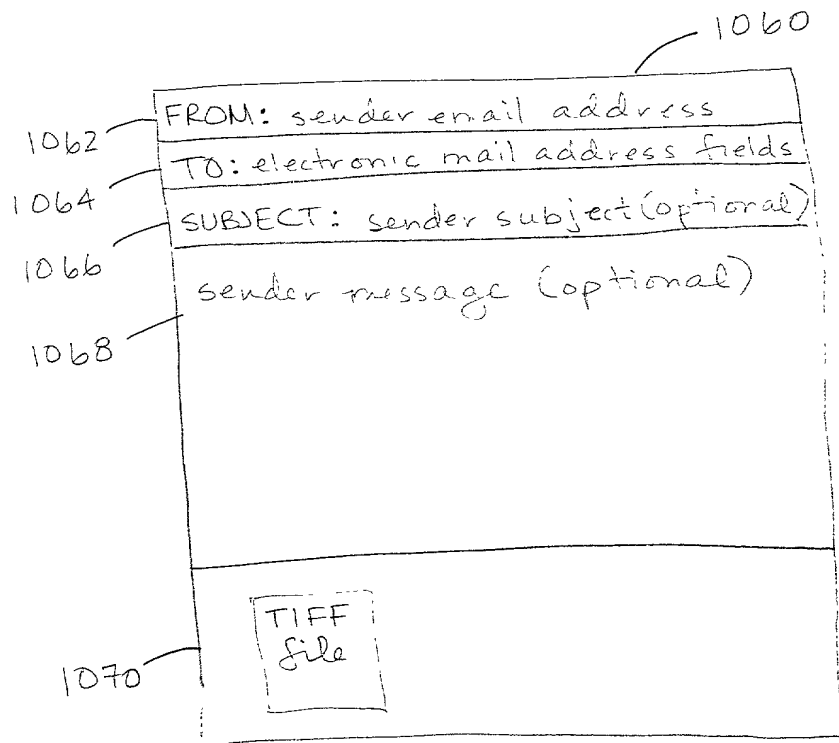 1060
1062
FROM: sender email address
1064
TO: electronic mail address fields
1066
SUBJECT: sender subject (optional)
1068
sender message (optional)
1070
TIFF
file